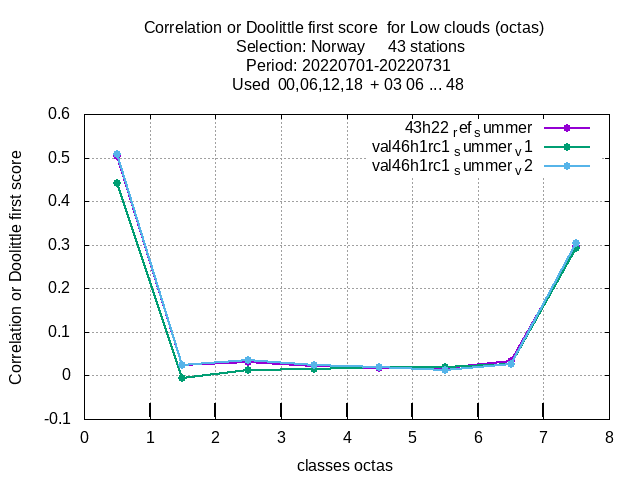 Correlation or Doolittle first score  for Low clouds (octas)
Selection: Norway     43 stations
Period: 20220701-20220731
Used  00,06,12,18  + 03 06 ... 48
43h22 ref summer
val46h1rc1 summer v1
val46h1rc1 summer v2
Correlation or Doolittle first score
0.6
0.5
0.4
0.3
0.2
0.1
0
-0.1
0 1 2 3 4 5 6 7 8
classes octas